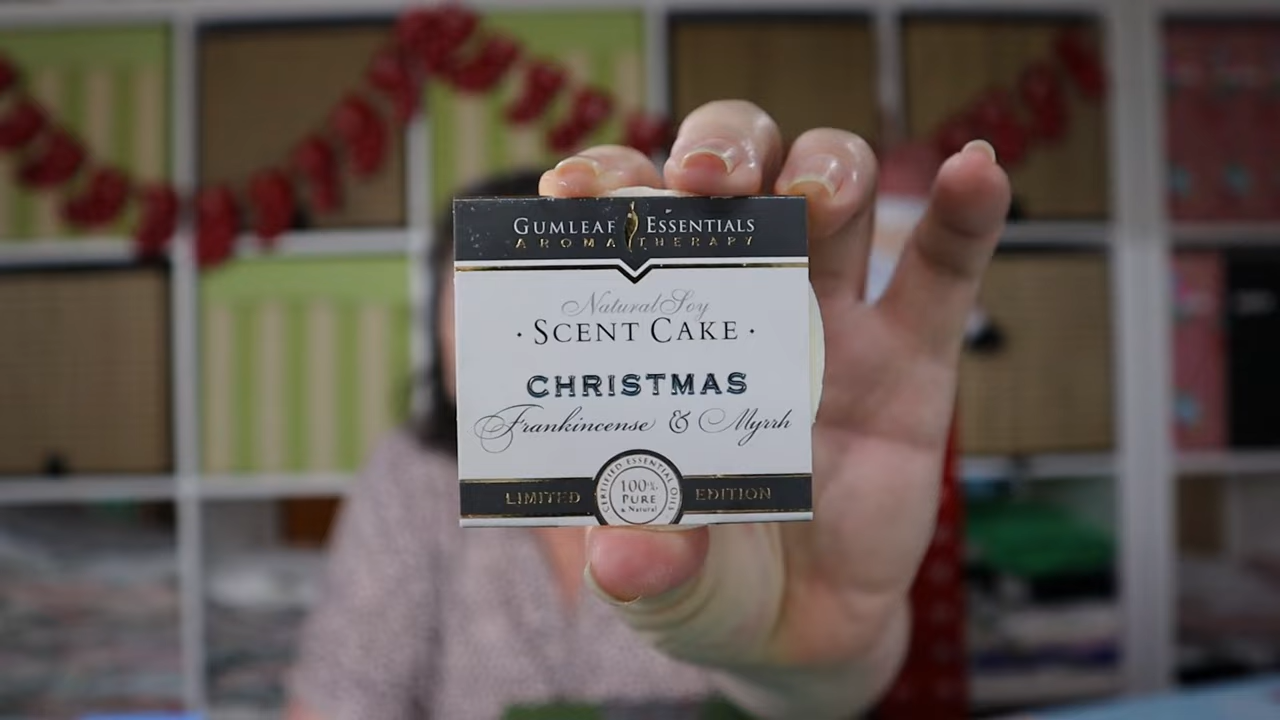 GUMLEAF ESSENTIALS
AROMATHERAPY
Natural Soy
· SCENT CAKE ·
CHRISTMAS
Frankincense & Myrrh
LIMITED EDITION
CERTIFIED ESSENTIAL OILS
100%
PURE
& Natural